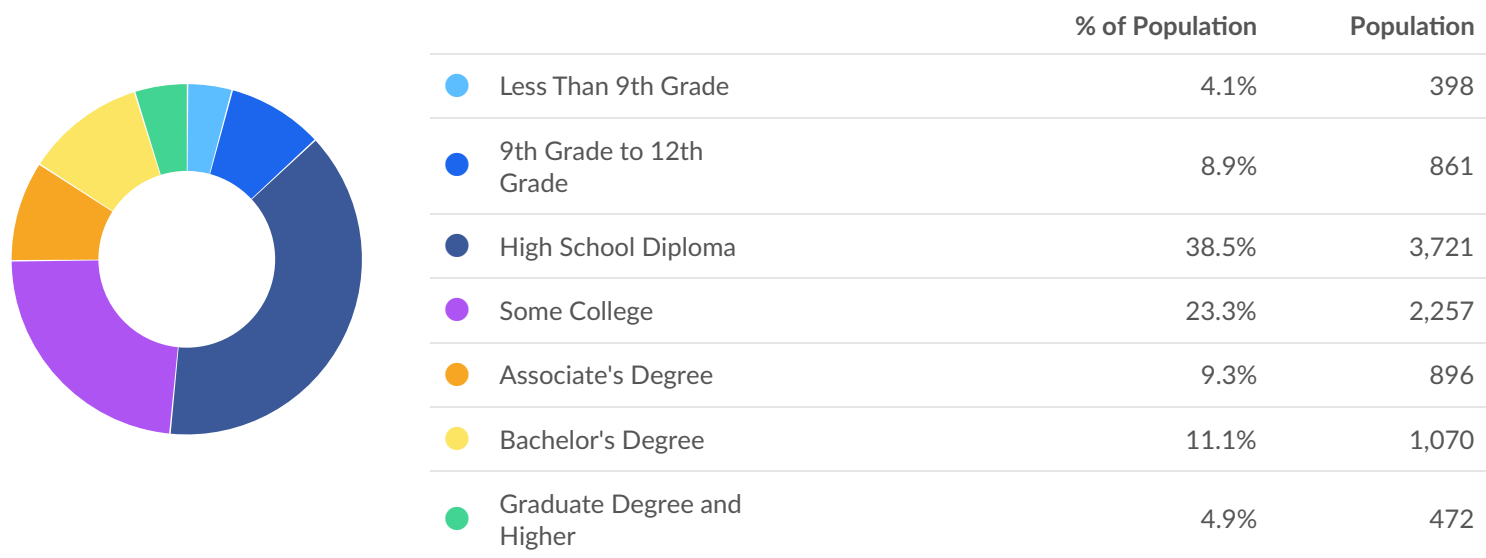 % of Population Population
Less Than 9th Grade 4.1% 398
9th Grade to 12th
Grade 8.9% 861
High School Diploma 38.5% 3,721
Some College 23.3% 2,257
Associate's Degree 9.3% 896
Bachelor's Degree 11.1% 1,070
Graduate Degree and
Higher 4.9% 472